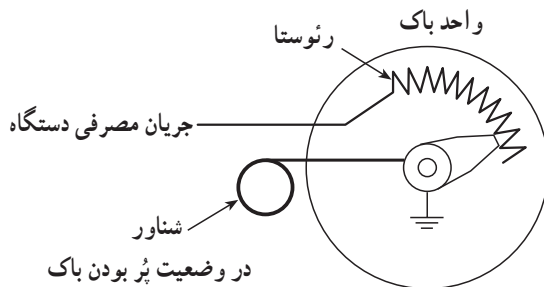 واحد باک
رئوستا
جریان مصرفی دستگاه
شناور
در وضعیت پُر بودن باک